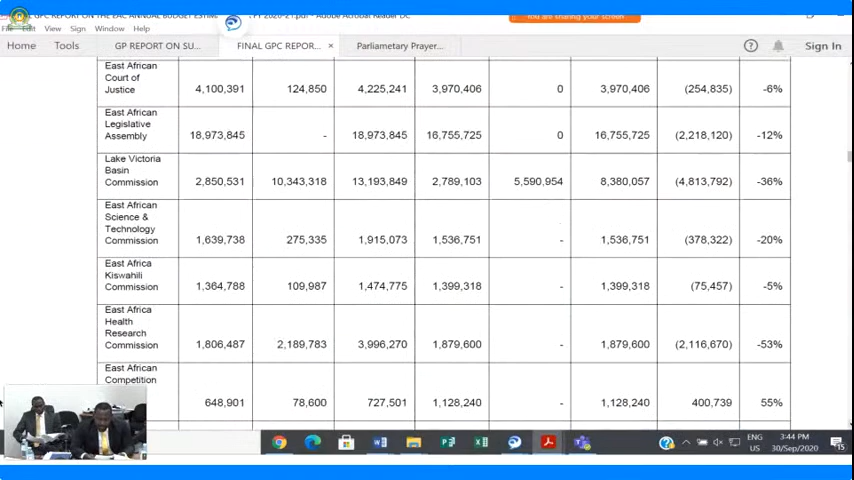 GPC REPORT ON THE EAC ANNUAL BUDGET ESTIM FY 2020-21.pdf - Adobe Acrobat Reader DC
You are sharing your screen
File Edit View Sign Window Help
Home Tools GP REPORT ON SU... FINAL GPC REPOR... × Parliametary Prayer... Sign In
East African Court of Justice 4,100,391 124,850 4,225,241 3,970,406 0 3,970,406 (254,835) -6%
East African Legislative Assembly 18,973,845 - 18,973,845 16,755,725 0 16,755,725 (2,218,120) -12%
Lake Victoria Basin Commission 2,850,531 10,343,318 13,193,849 2,789,103 5,590,954 8,380,057 (4,813,792) -36%
East African Science & Technology Commission 1,639,738 275,335 1,915,073 1,536,751 - 1,536,751 (378,322) -20%
East Africa Kiswahili Commission 1,364,788 109,987 1,474,775 1,399,318 - 1,399,318 (75,457) -5%
East Africa Health Research Commission 1,806,487 2,189,783 3,996,270 1,879,600 - 1,879,600 (2,116,670) -53%
East African Competition 648,901 78,600 727,501 1,128,240 - 1,128,240 400,739 55%
ENG 3:44 PM
US 30/Sep/2020 15